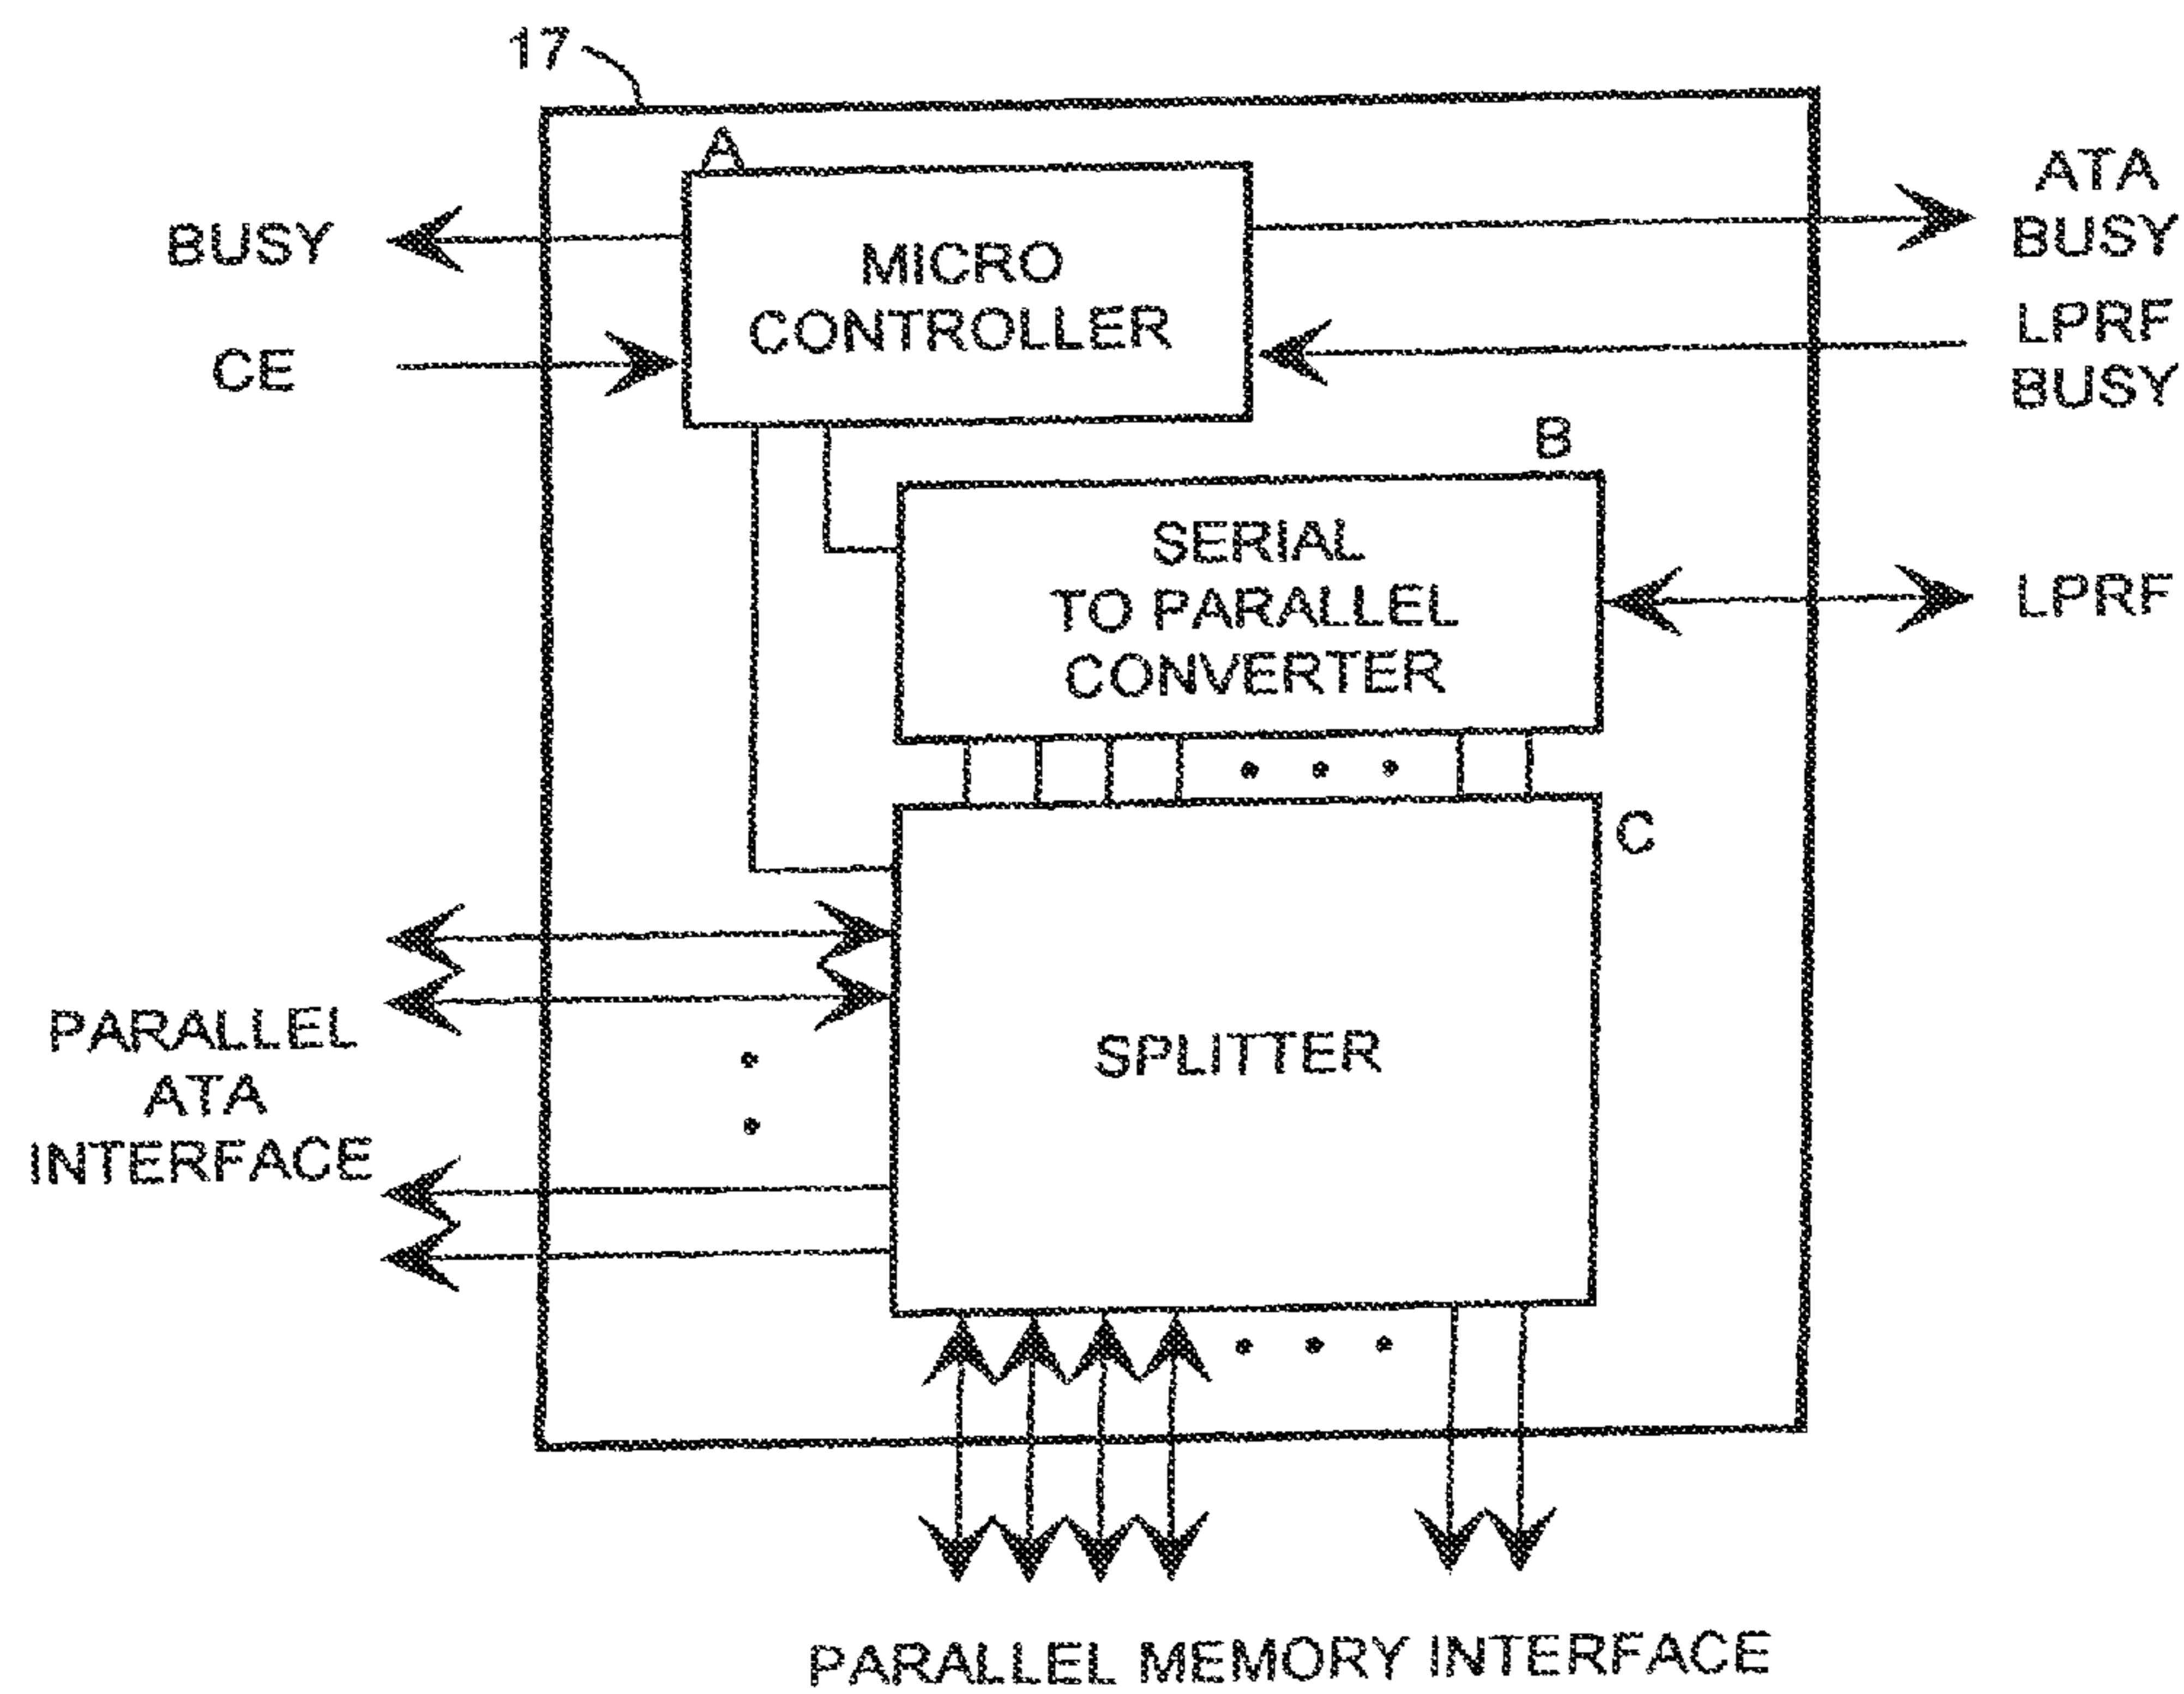 17
A
BUSY
CE
MICRO
CONTROLLER
ATA
BUSY
LPRF
BUSY
B
SERIAL
TO PARALLEL
CONVERTER
LPRF
C
PARALLEL
ATA
INTERFACE
SPLITTER
PARALLEL MEMORY INTERFACE